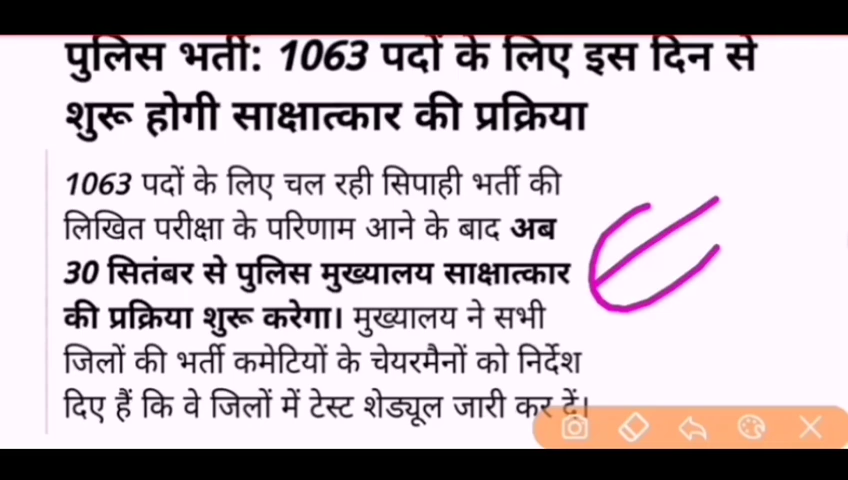 पुलिस भर्ती: 1063 पदों के लिए इस दिन से
शुरू होगी साक्षात्कार की प्रक्रिया
1063 पदों के लिए चल रही सिपाही भर्ती की
लिखित परीक्षा के परिणाम आने के बाद अब
30 सितंबर से पुलिस मुख्यालय साक्षात्कार
की प्रक्रिया शुरू करेगा। मुख्यालय ने सभी
जिलों की भर्ती कमेटियों के चेयरमैनों को निर्देश
दिए हैं कि वे जिलों में टेस्ट शेड्यूल जारी कर दें।